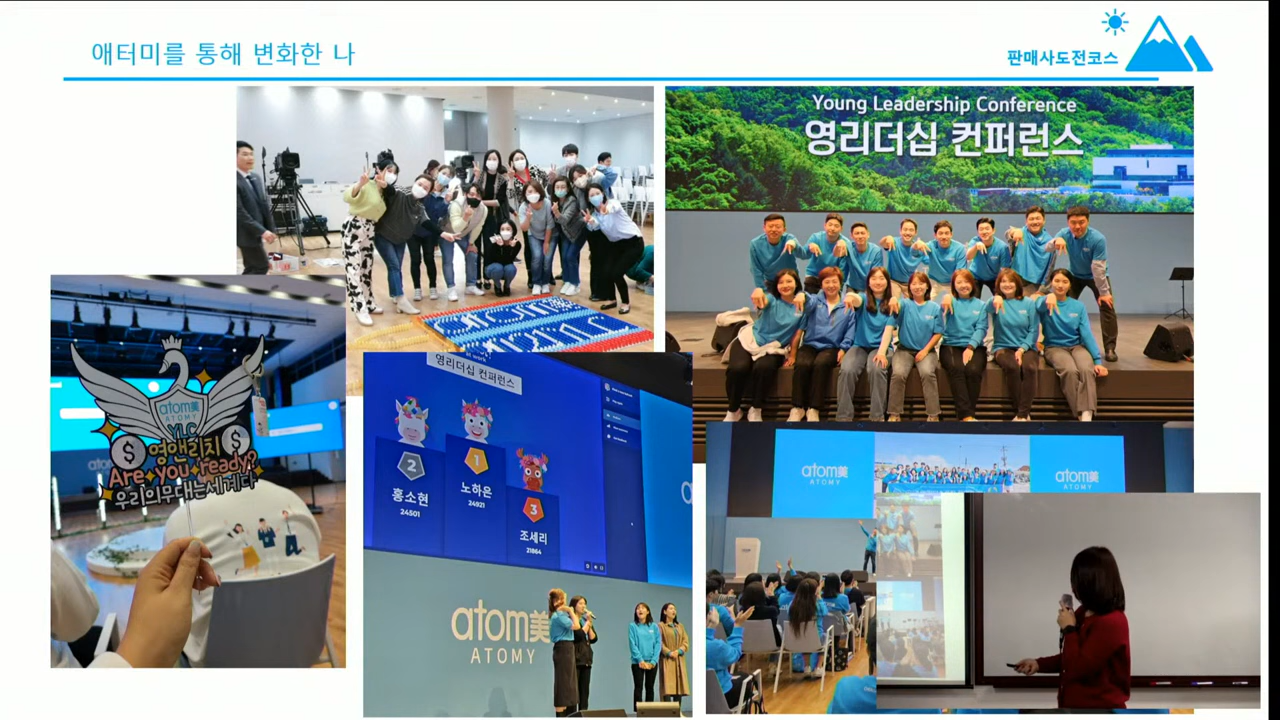 애터미를 통해 변화한 나
판매사도전코스
Young Leadership Conference
영리더십 컨퍼런스
atom美
ATOMY
YLC
영앤리치
Are you ready?
우리의무대는세계다
영리더십 컨퍼런스
2
1
3
홍소현
24501
노하은
24921
조세리
21864
atom美
ATOMY
atom美
ATOMY
atom美
ATOMY